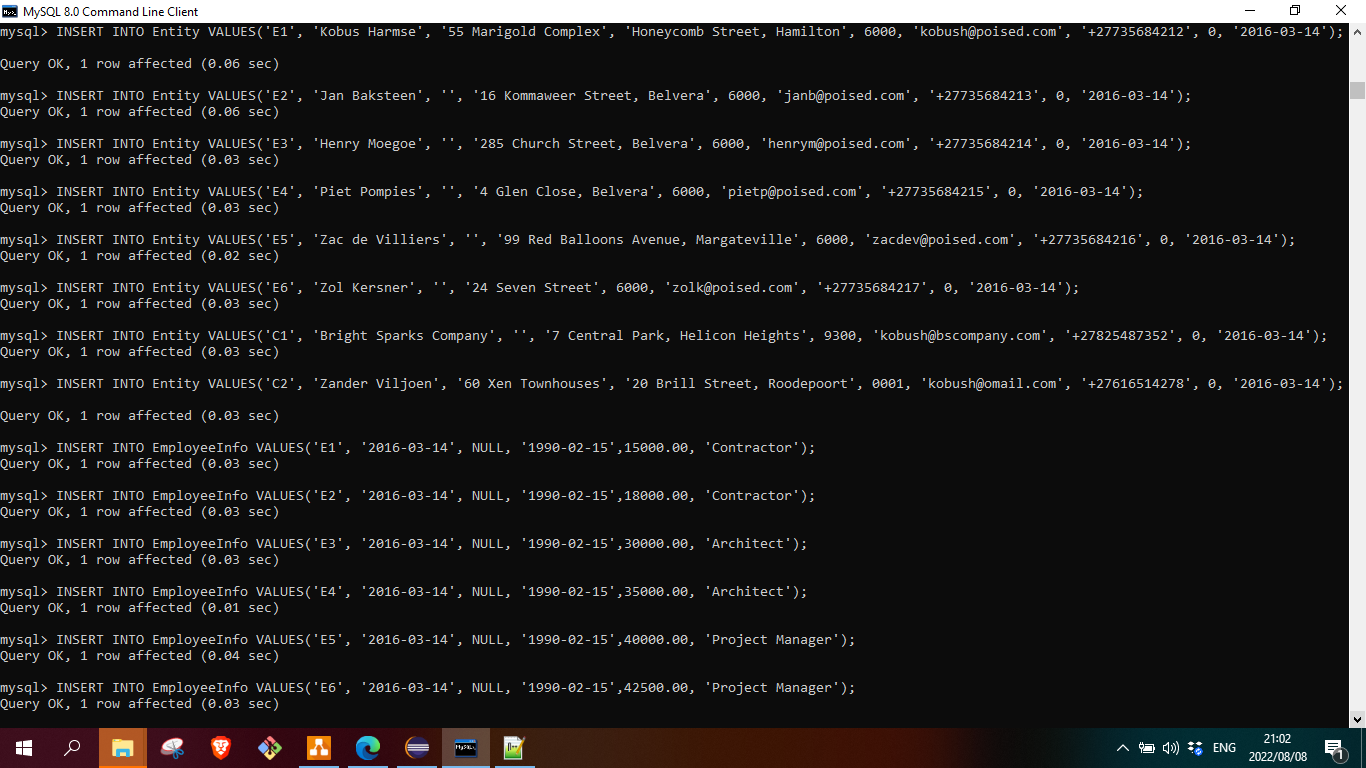 MySQL 8.0 Command Line Client
mysql> INSERT INTO Entity VALUES('E1', 'Kobus Harmse', '55 Marigold Complex', 'Honeycomb Street, Hamilton', 6000, 'kobush@poised.com', '+27735684212', 0, '2016-03-14');
Query OK, 1 row affected (0.06 sec)
mysql> INSERT INTO Entity VALUES('E2', 'Jan Baksteen', '', '16 Kommaweer Street, Belvera', 6000, 'janb@poised.com', '+27735684213', 0, '2016-03-14');
Query OK, 1 row affected (0.06 sec)
mysql> INSERT INTO Entity VALUES('E3', 'Henry Moegoe', '', '285 Church Street, Belvera', 6000, 'henrym@poised.com', '+27735684214', 0, '2016-03-14');
Query OK, 1 row affected (0.03 sec)
mysql> INSERT INTO Entity VALUES('E4', 'Piet Pompies', '', '4 Glen Close, Belvera', 6000, 'pietp@poised.com', '+27735684215', 0, '2016-03-14');
Query OK, 1 row affected (0.03 sec)
mysql> INSERT INTO Entity VALUES('E5', 'Zac de Villiers', '', '99 Red Balloons Avenue, Margateville', 6000, 'zacdev@poised.com', '+27735684216', 0, '2016-03-14');
Query OK, 1 row affected (0.02 sec)
mysql> INSERT INTO Entity VALUES('E6', 'Zol Kersner', '', '24 Seven Street', 6000, 'zolk@poised.com', '+27735684217', 0, '2016-03-14');
Query OK, 1 row affected (0.03 sec)
mysql> INSERT INTO Entity VALUES('C1', 'Bright Sparks Company', '', '7 Central Park, Helicon Heights', 9300, 'kobush@bscompany.com', '+27825487352', 0, '2016-03-14');
Query OK, 1 row affected (0.03 sec)
mysql> INSERT INTO Entity VALUES('C2', 'Zander Viljoen', '60 Xen Townhouses', '20 Brill Street, Roodepoort', 0001, 'kobush@omail.com', '+27616514278', 0, '2016-03-14');
Query OK, 1 row affected (0.03 sec)
mysql> INSERT INTO EmployeeInfo VALUES('E1', '2016-03-14', NULL, '1990-02-15',15000.00, 'Contractor');
Query OK, 1 row affected (0.03 sec)
mysql> INSERT INTO EmployeeInfo VALUES('E2', '2016-03-14', NULL, '1990-02-15',18000.00, 'Contractor');
Query OK, 1 row affected (0.03 sec)
mysql> INSERT INTO EmployeeInfo VALUES('E3', '2016-03-14', NULL, '1990-02-15',30000.00, 'Architect');
Query OK, 1 row affected (0.03 sec)
mysql> INSERT INTO EmployeeInfo VALUES('E4', '2016-03-14', NULL, '1990-02-15',35000.00, 'Architect');
Query OK, 1 row affected (0.01 sec)
mysql> INSERT INTO EmployeeInfo VALUES('E5', '2016-03-14', NULL, '1990-02-15',40000.00, 'Project Manager');
Query OK, 1 row affected (0.04 sec)
mysql> INSERT INTO EmployeeInfo VALUES('E6', '2016-03-14', NULL, '1990-02-15',42500.00, 'Project Manager');
Query OK, 1 row affected (0.03 sec)
ENG
21:02
2022/08/08
1